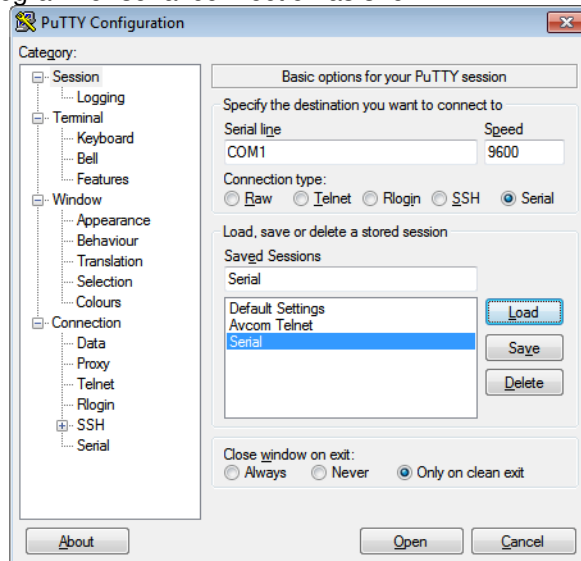 PuTTY Configuration
Category:
Session
Logging
Terminal
Keyboard
Bell
Features
Window
Appearance
Behaviour
Translation
Selection
Colours
Connection
Data
Proxy
Telnet
Rlogin
SSH
Serial
Basic options for your PuTTY session
Specify the destination you want to connect to
Serial line Speed
COM1 9600
Connection type:
Raw Telnet Rlogin SSH Serial
Load, save or delete a stored session
Saved Sessions
Serial
Default Settings
Avcom Telnet
Serial
Load
Save
Delete
Close window on exit:
Always Never Only on clean exit
About Open Cancel